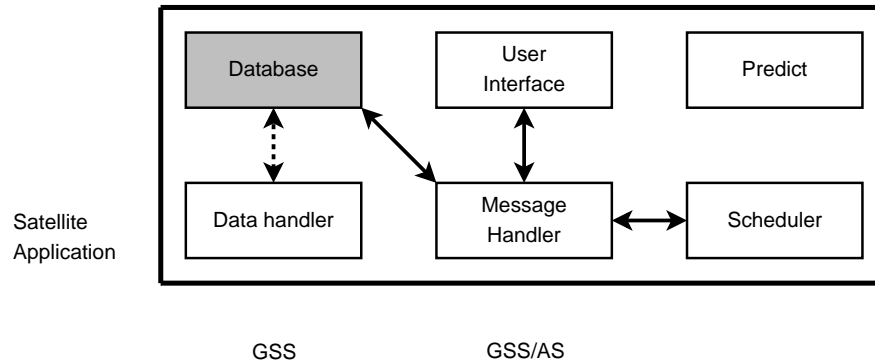 Database
User
Interface
Predict
Satellite
Application
Data handler
Message
Handler
Scheduler
GSS
GSS/AS